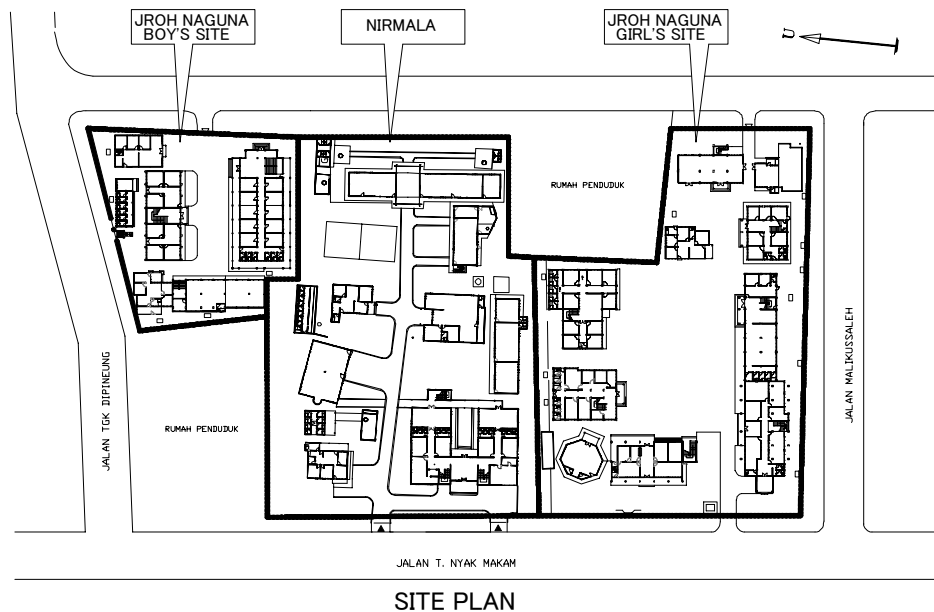 JROH NAGUNA
BOY'S SITE
NIRMALA
JROH NAGUNA
GIRL'S SITE
U
RUMAH PENDUDUK
JALAN TGK DIPINEUNG
RUMAH PENDUDUK
JALAN MALIKUSSALEH
JALAN T. NYAK MAKAM
SITE PLAN